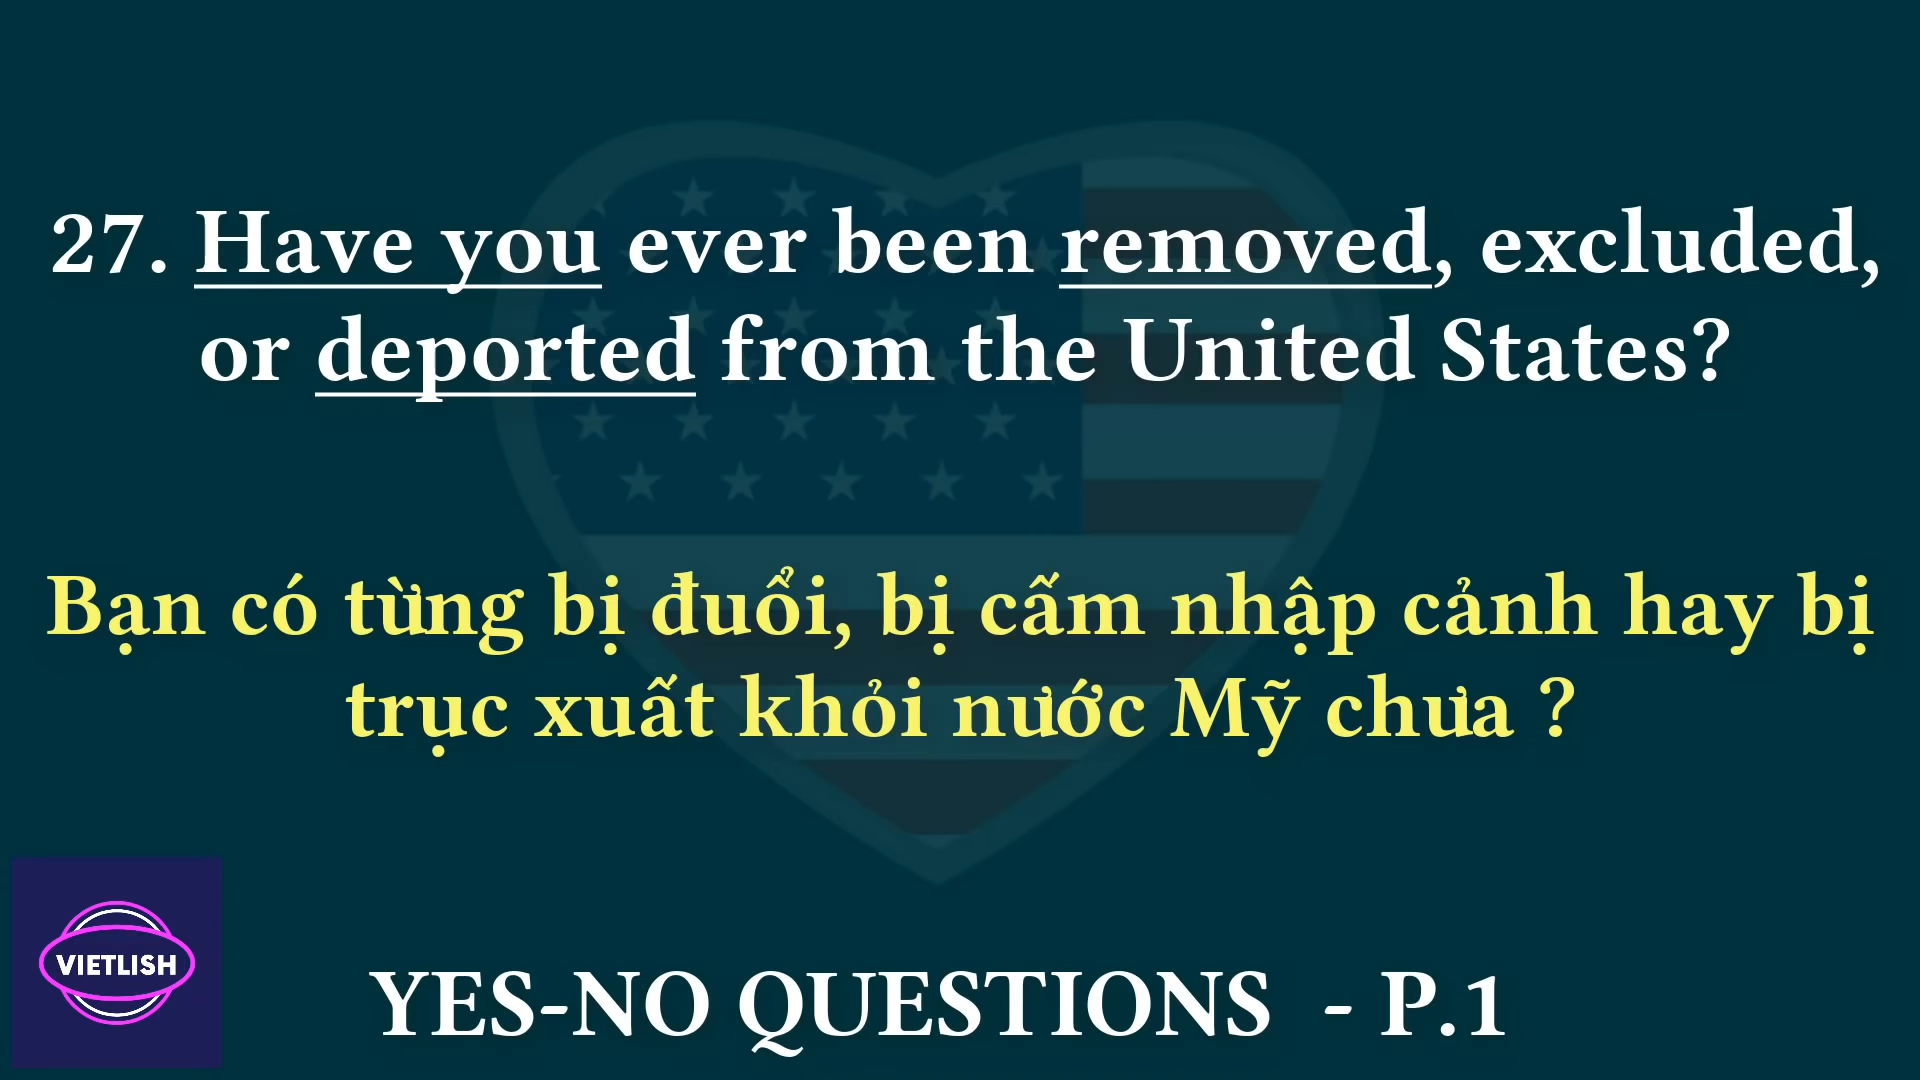 27. Have you ever been removed, excluded,
or deported from the United States?
Bạn có từng bị đuổi, bị cấm nhập cảnh hay bị
trục xuất khỏi nước Mỹ chưa ?
VIETLISH
YES-NO QUESTIONS - P.1